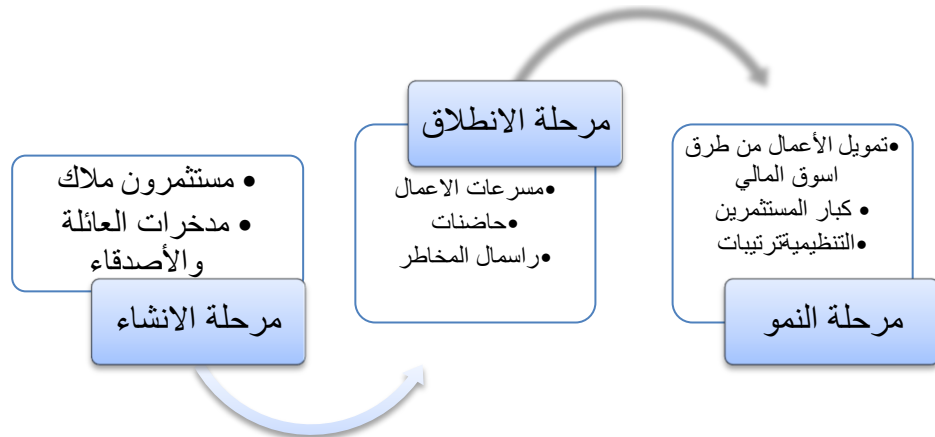 • مستثمرون ملاك
• مدخرات العائلة
والأصدقاء
مرحلة الانشاء
مرحلة الانطلاق
•مسرعات الاعمال
•حاضنات
•راسمال المخاطر
•تمويل الأعمال من طرق
اسوق المالي
• كبار المستثمرين
•التنظيميةترتيبات
مرحلة النمو